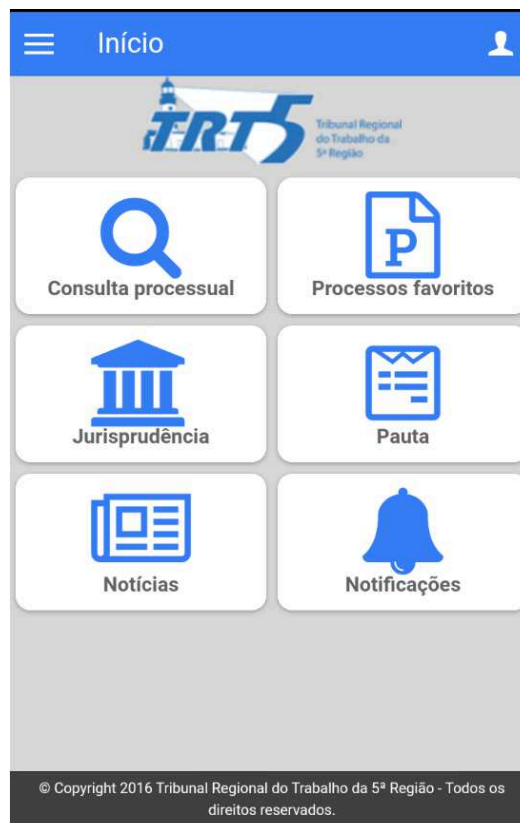 Início
TRT5
Tribunal Regional
do Trabalho da
5ª Região
Consulta processual
P
Processos favoritos
Jurisprudência
Pauta
Notícias
Notificações
© Copyright 2016 Tribunal Regional do Trabalho da 5ª Região - Todos os
direitos reservados.